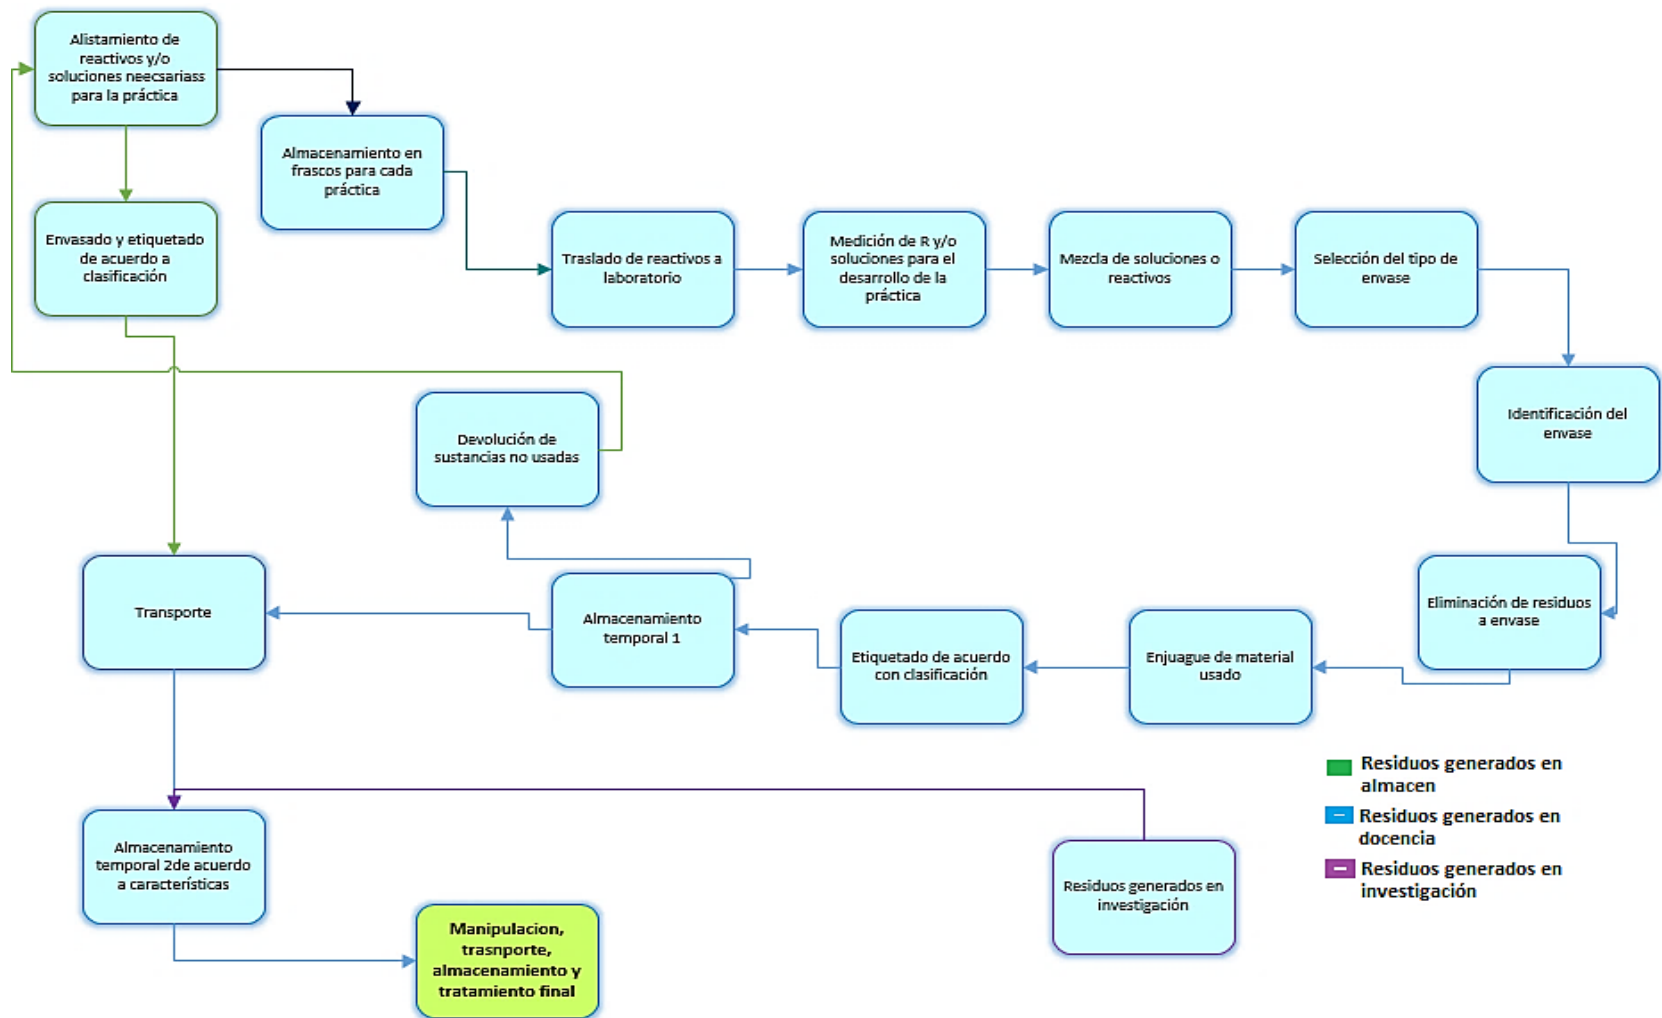 Alistamiento de
reactivos y/o
soluciones neecsariass
para la práctica
Almacenamiento en
frascos para cada
práctica
Envasado y etiquetado
de acuerdo a
clasificación
Traslado de reactivos a
laboratorio
Medición de R y/o
soluciones para el
desarrollo de la
práctica
Mezcla de soluciones o
reactivos
Selección del tipo de
envase
Identificación del
envase
Devolución de
sustancias no usadas
Transporte
Almacenamiento
temporal 1
Etiquetado de acuerdo
con clasificación
Enjuague de material
usado
Eliminación de residuos
a envase
Residuos generados en
almacen
Residuos generados en
docencia
Residuos generados en
investigación
Almacenamiento
temporal 2de acuerdo
a características
Residuos generados en
investigación
Manipulacion,
trasnporte,
almacenamiento y
tratamiento final